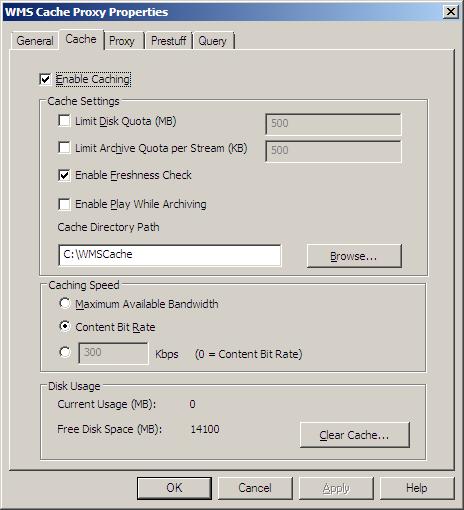 WMS Cache Proxy Properties
General Cache Proxy Prestuff Query
Enable Caching
Cache Settings
Limit Disk Quota (MB) 500
Limit Archive Quota per Stream (KB) 500
Enable Freshness Check
Enable Play While Archiving
Cache Directory Path
C:\WMSCache Browse...
Caching Speed
Maximum Available Bandwidth
Content Bit Rate
300 Kbps (0 = Content Bit Rate)
Disk Usage
Current Usage (MB): 0
Free Disk Space (MB): 14100
Clear Cache...
OK Cancel Apply Help